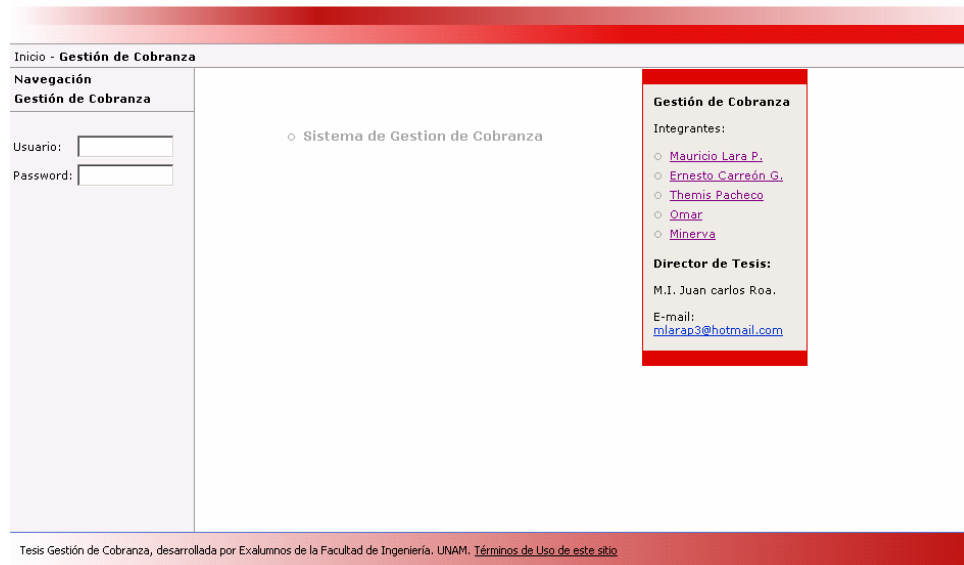 Inicio - Gestión de Cobranza
Navegación
Gestión de Cobranza
Usuario:
Password:
Sistema de Gestion de Cobranza
Gestión de Cobranza
Integrantes:
Mauricio Lara P.
Ernesto Carreón G.
Themis Pacheco
Omar
Minerva
Director de Tesis:
M.I. Juan carlos Roa.
E-mail:
mlarap3@hotmail.com
Tesis Gestión de Cobranza, desarrollada por Exalumnos de la Facultad de Ingeniería. UNAM. Términos de Uso de este sitio